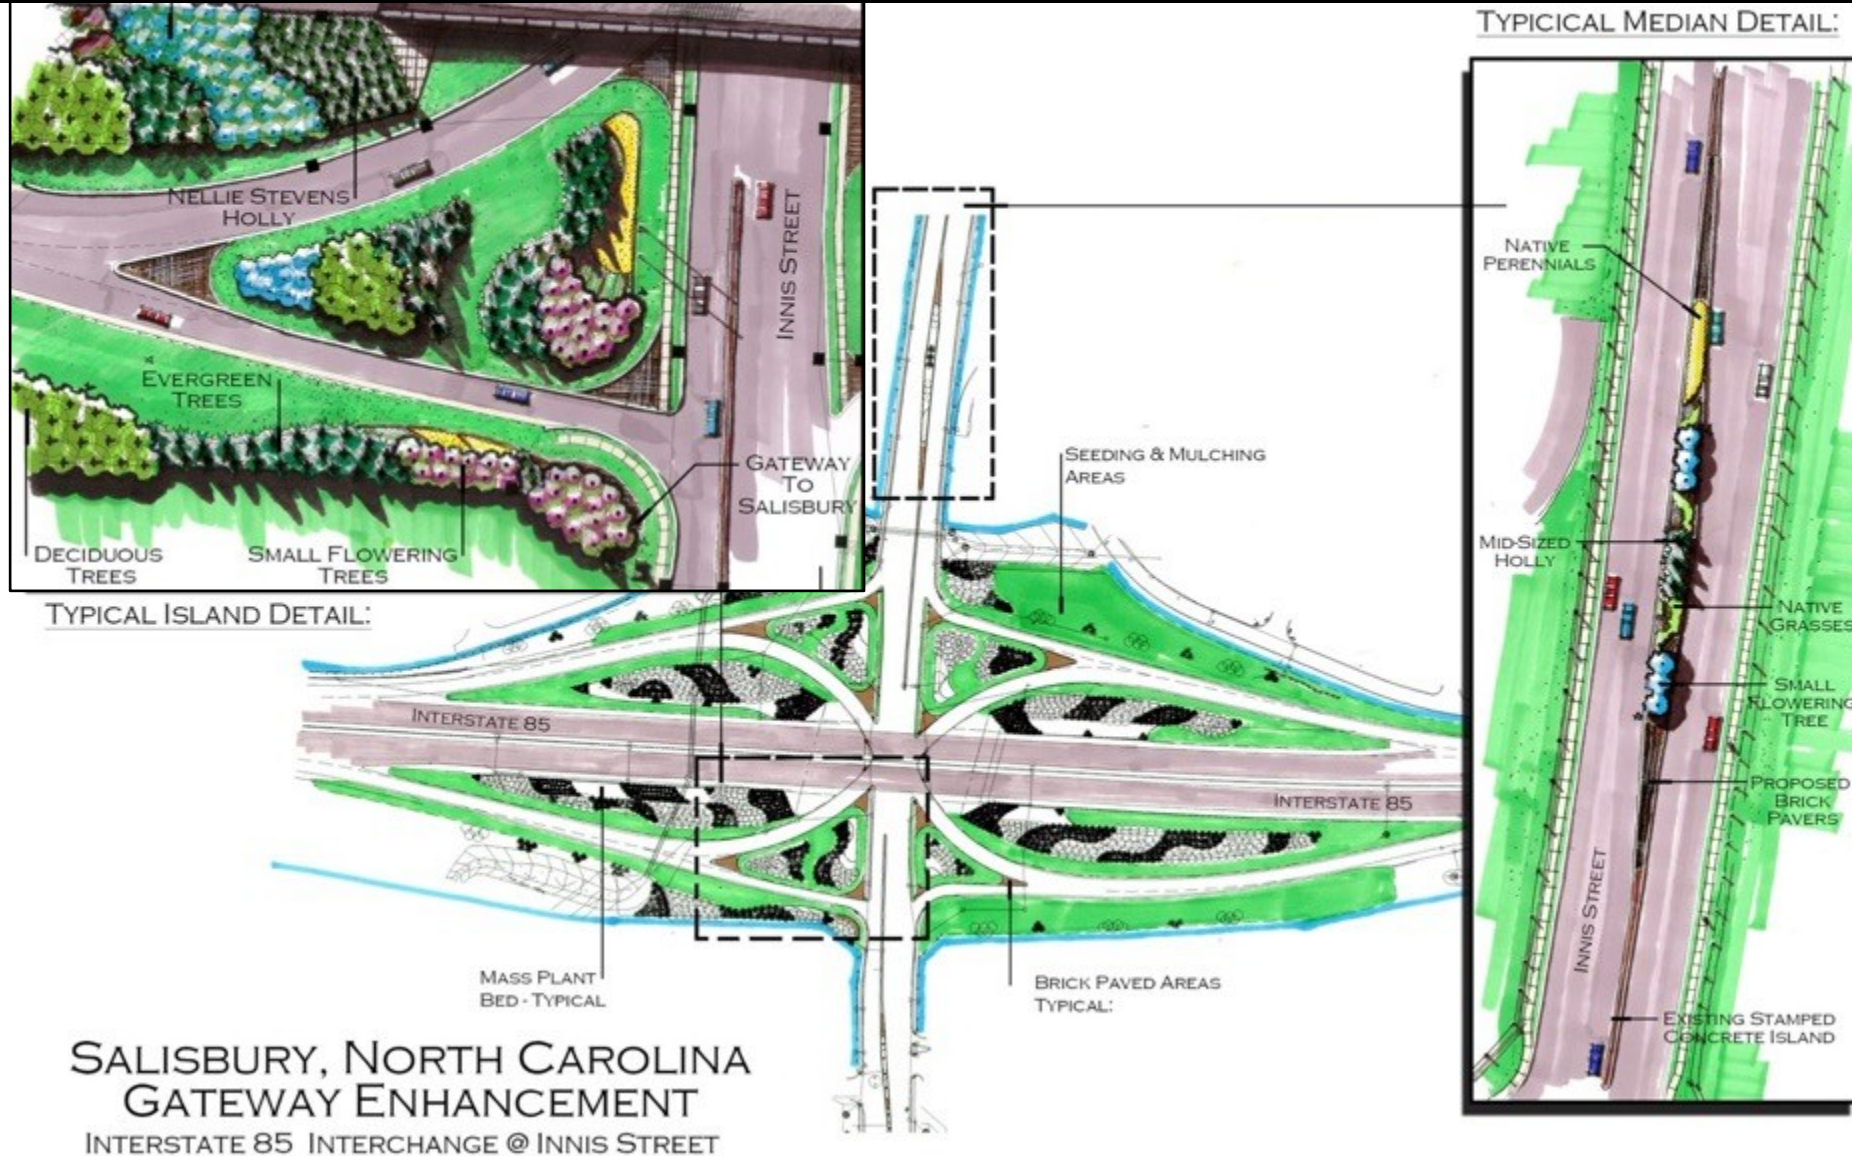 TYPICICAL MEDIAN DETAIL:
NELLIE STEVENS
HOLLY
INNIS STREET
EVERGREEN
TREES
GATEWAY
TO
SALISBURY
DECIDUOUS
TREES
SMALL FLOWERING
TREES
TYPICAL ISLAND DETAIL:
SEEDING & MULCHING
AREAS
INTERSTATE 85
INTERSTATE 85
MASS PLANT
BED - TYPICAL
BRICK PAVED AREAS
TYPICAL:
NATIVE
PERENNIALS
MID-SIZED
HOLLY
NATIVE
GRASSES
SMALL
FLOWERING
TREE
PROPOSED
BRICK
PAVERS
INNIS STREET
EXISTING STAMPED
CONCRETE ISLAND
SALISBURY, NORTH CAROLINA
GATEWAY ENHANCEMENT
INTERSTATE 85 INTERCHANGE @ INNIS STREET